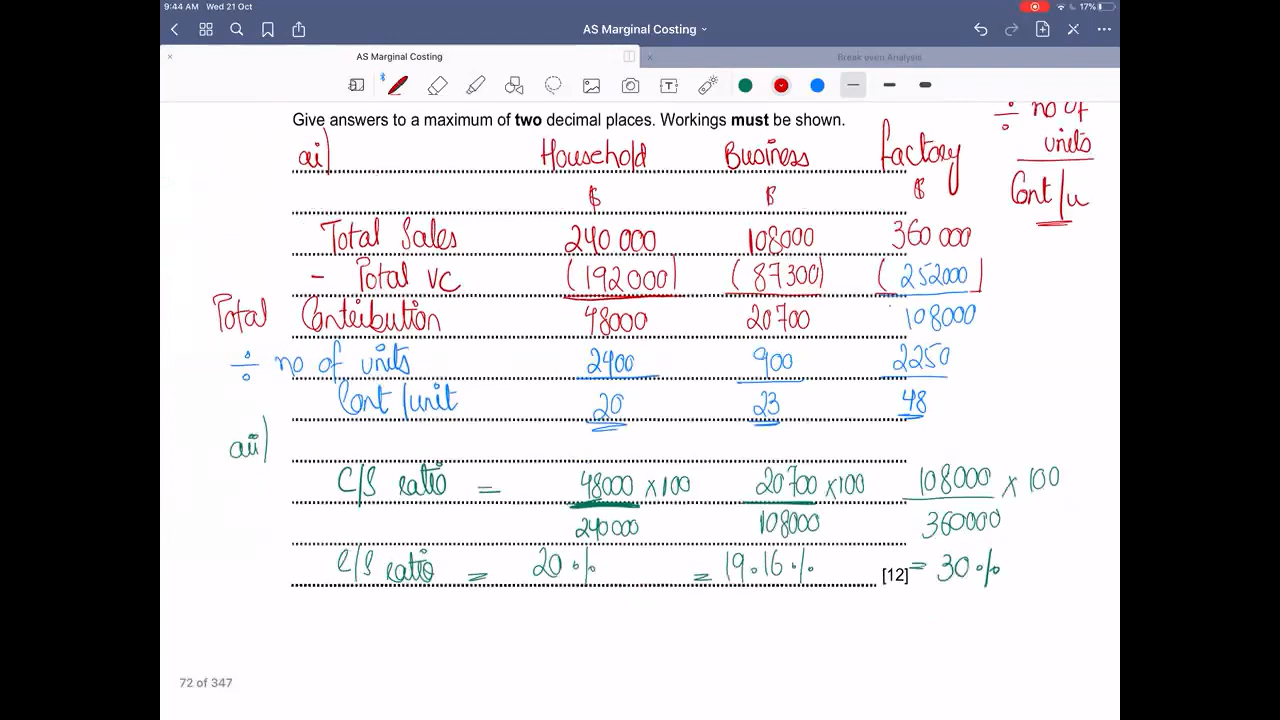 9:44 AM Wed 21 Oct
17%
AS Marginal Costing
AS Marginal Costing
Break even Analysis
÷ no of
units
Cont/u
Give answers to a maximum of two decimal places. Workings must be shown.
ai) Household Business Factory
$ $ $
Total Sales 240 000 108000 360 000
- Total VC (192000) (87300) (252000)
Total Contribution 48000 20700 108000
÷ no of units 2400 900 2250
Cont/unit 20 23 48
aii)
C/S ratio = 48000 × 100 20700 × 100 108000 × 100
240000 108000 360000
C/S ratio = 20% = 19.16% [12] = 30%
72 of 347